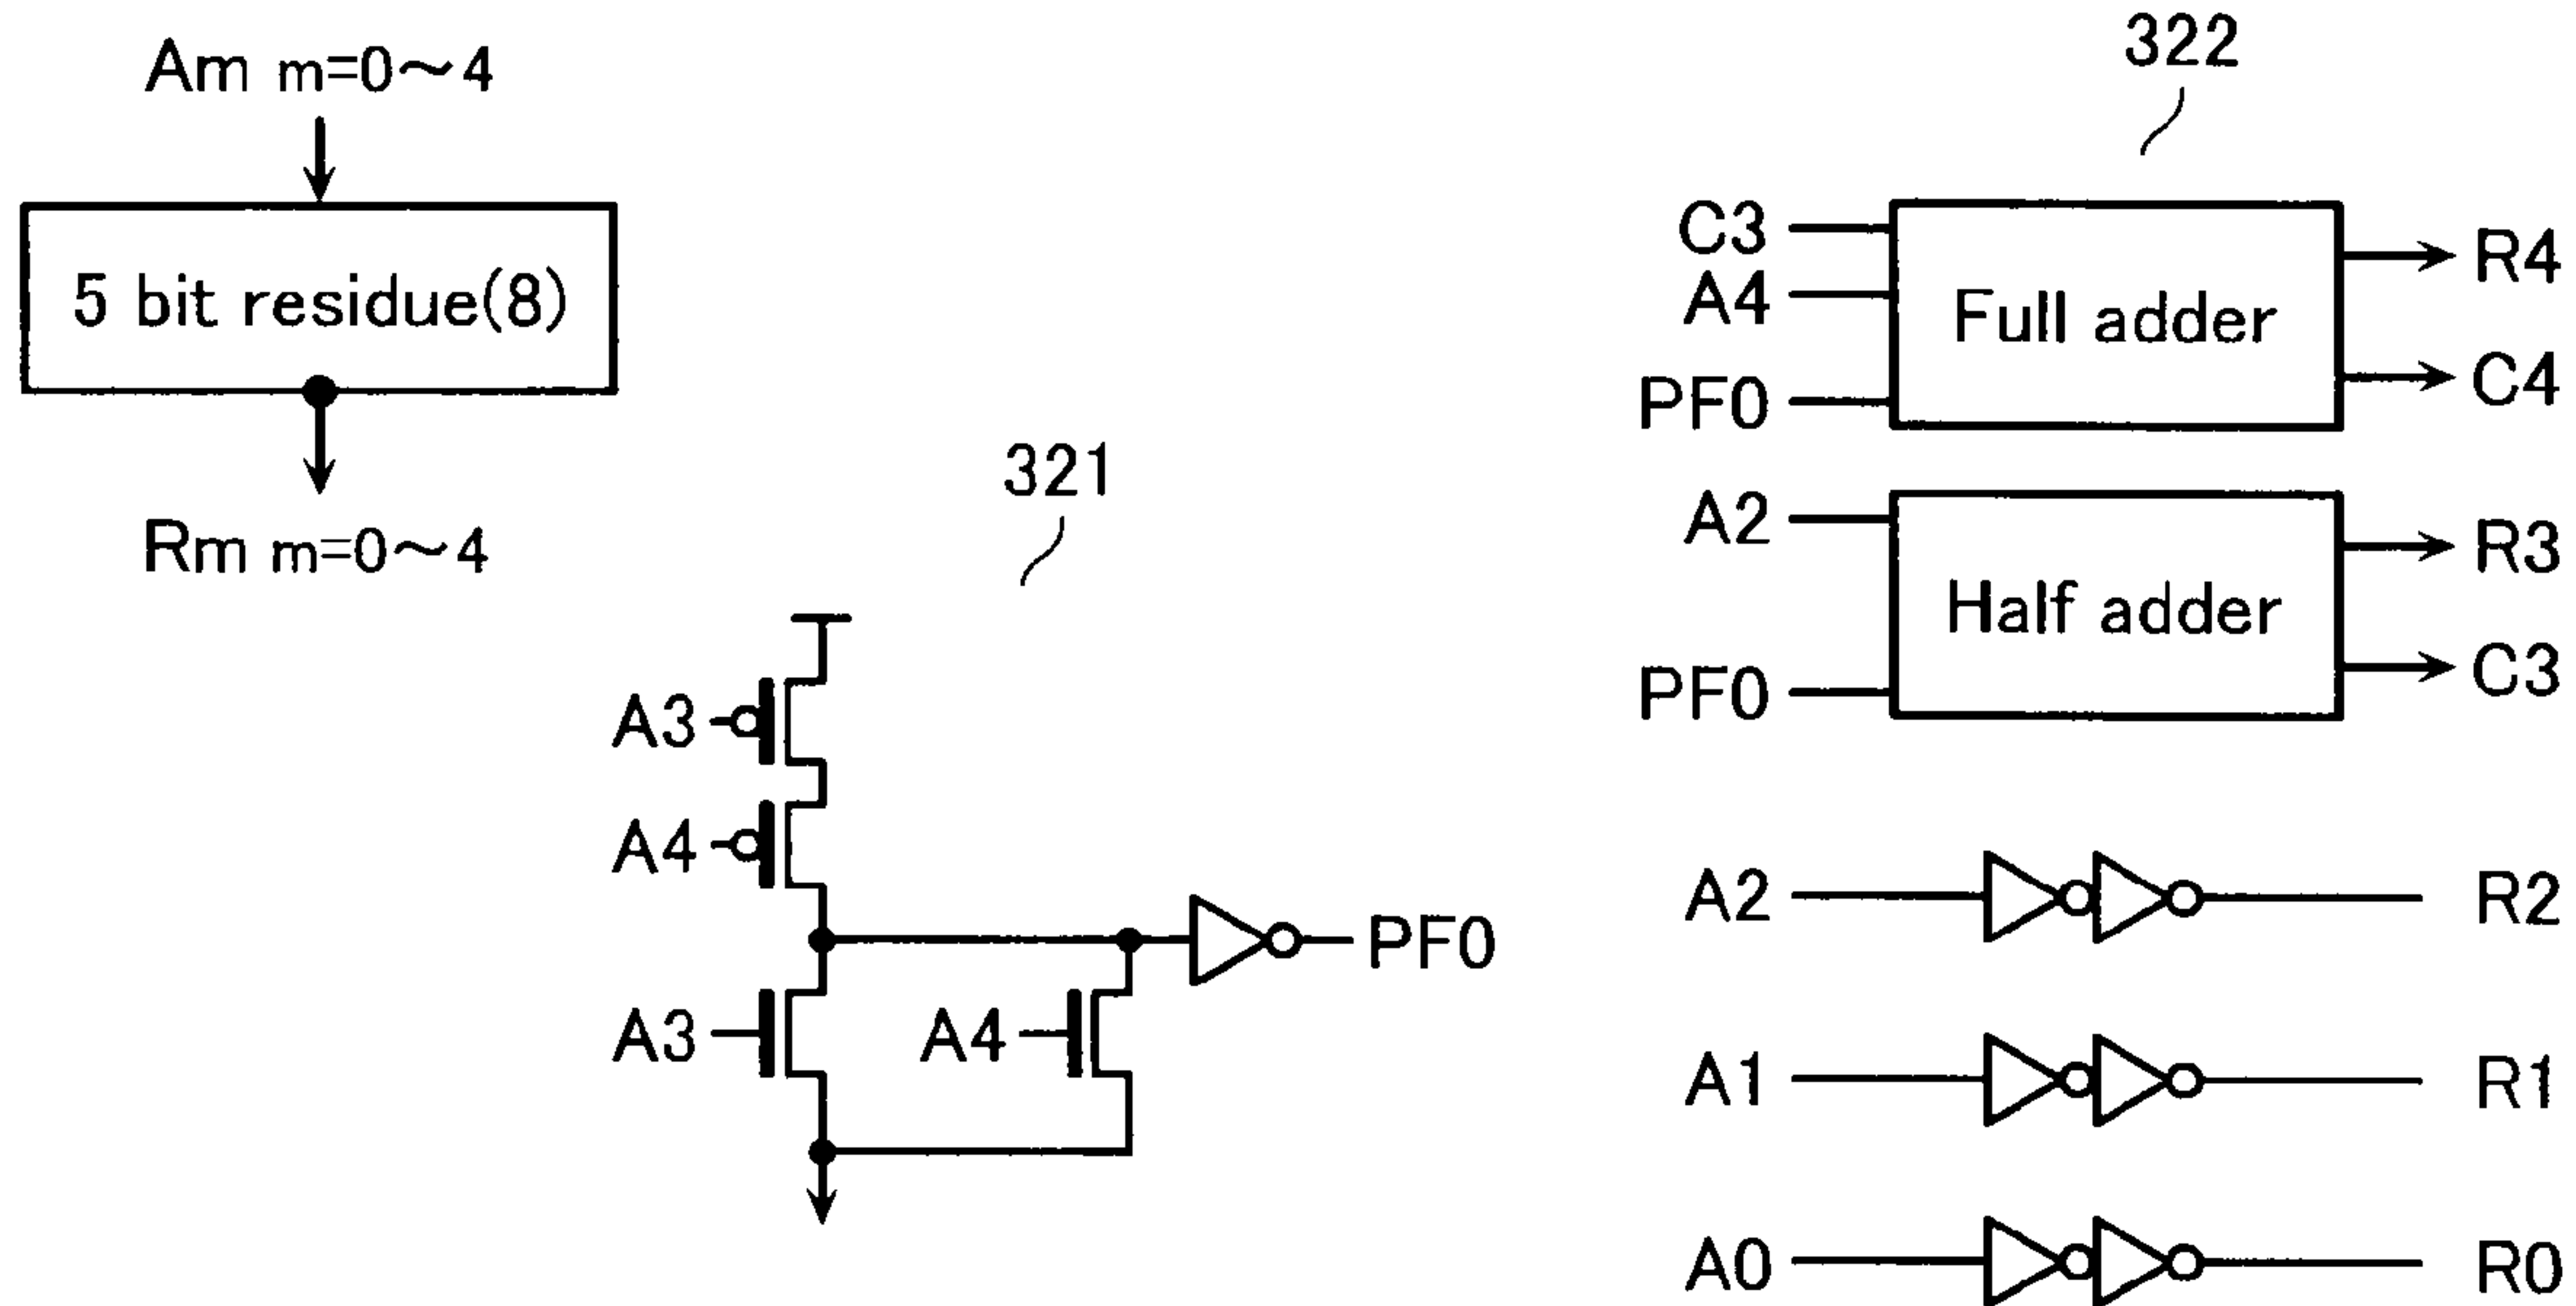 Am m=0～4
5 bit residue(8)
Rm m=0～4
321
A3
A4
A3
A4
PF0
322
C3
A4
PF0
Full adder
R4
C4
A2
PF0
Half adder
R3
C3
A2
R2
A1
R1
A0
R0